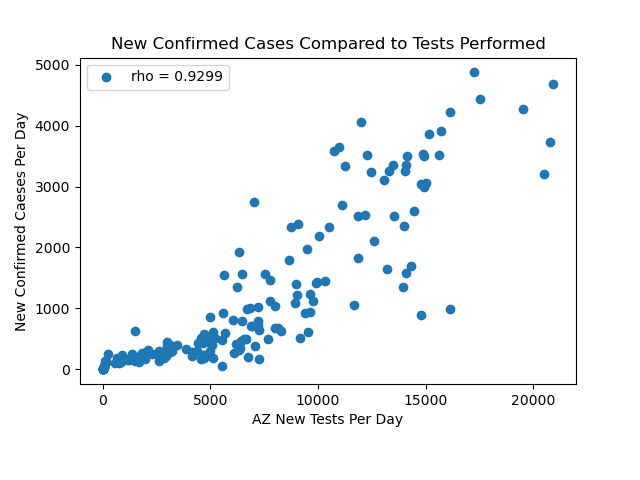 New Confirmed Cases Compared to Tests Performed
rho = 0.9299
New Confirmed Caeses Per Day
5000
4000
3000
2000
1000
0
0 5000 10000 15000 20000
AZ New Tests Per Day